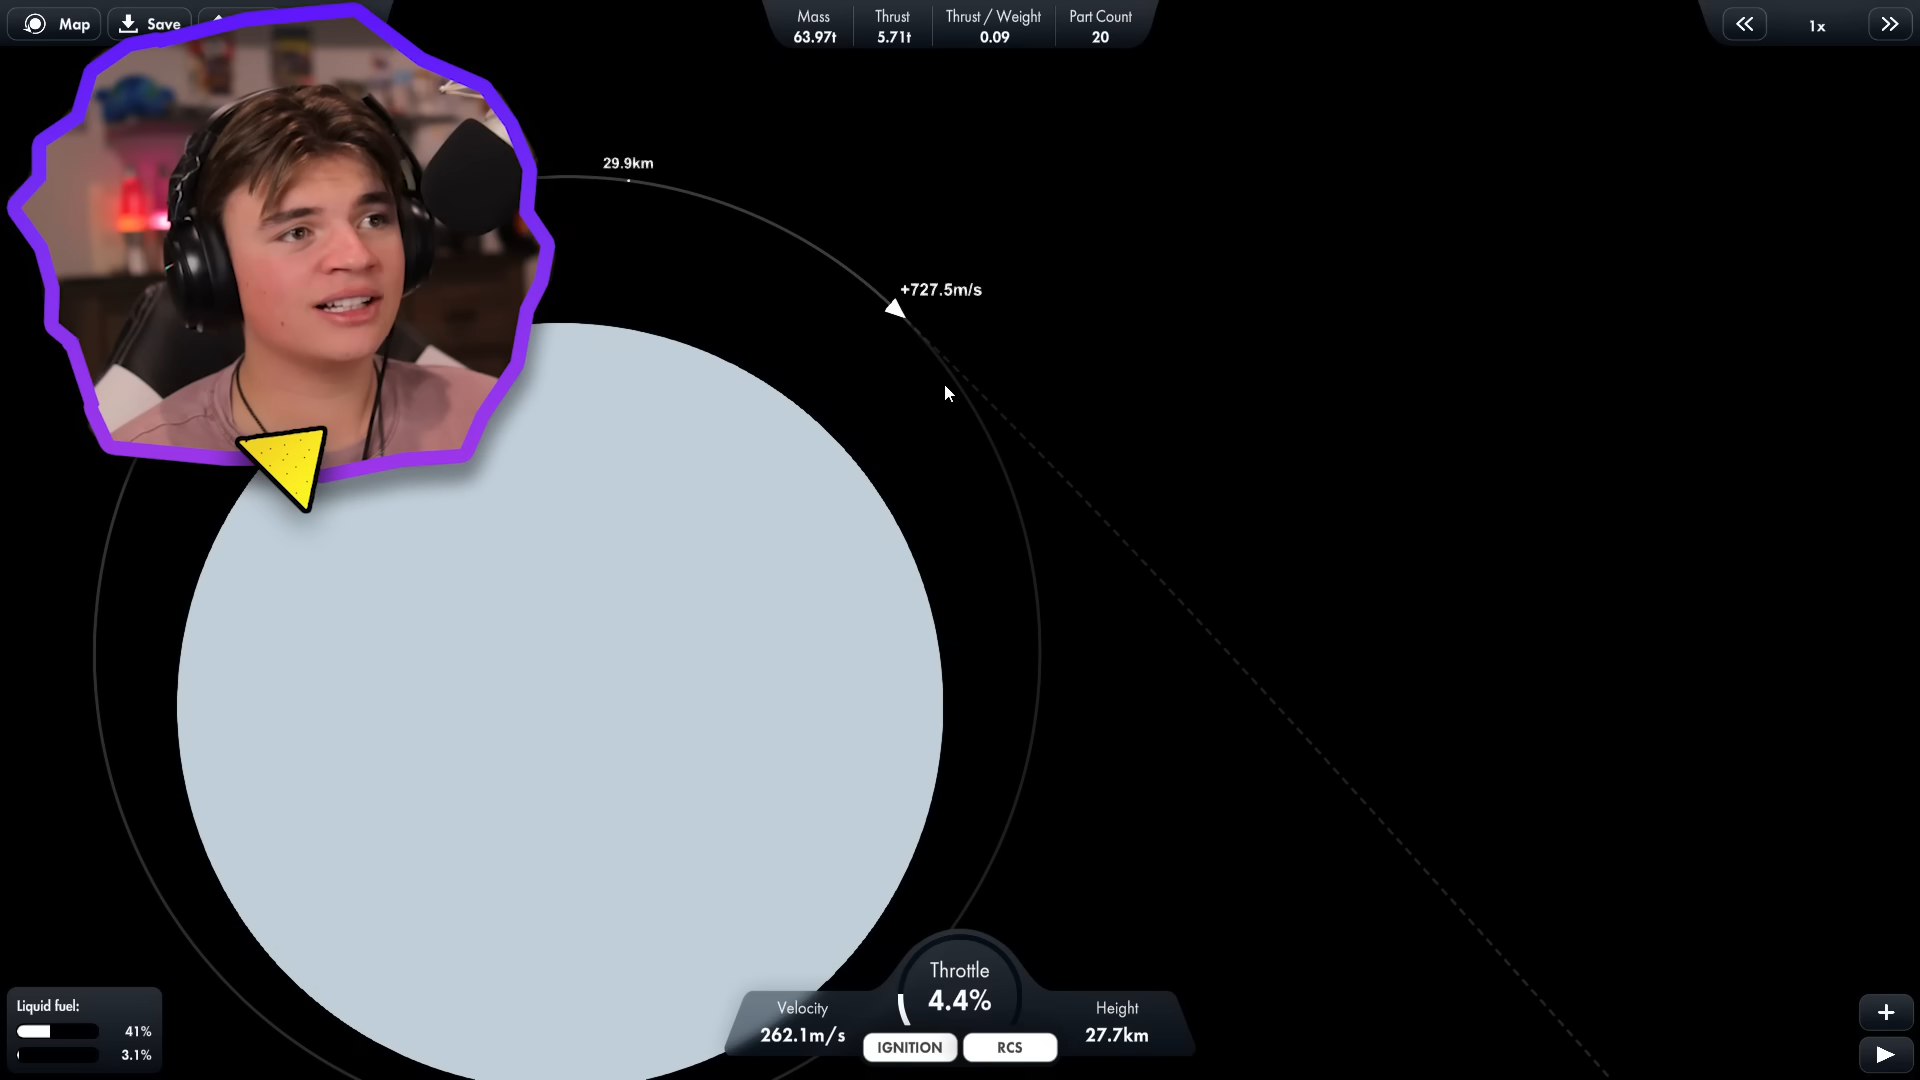 Map
Save
Mass
63.97t
Thrust
5.71t
Thrust / Weight
0.09
Part Count
20
1x
29.9km
+727.5m/s
Throttle
4.4%
Velocity
262.1m/s
Height
27.7km
IGNITION
RCS
Liquid fuel:
41%
3.1%